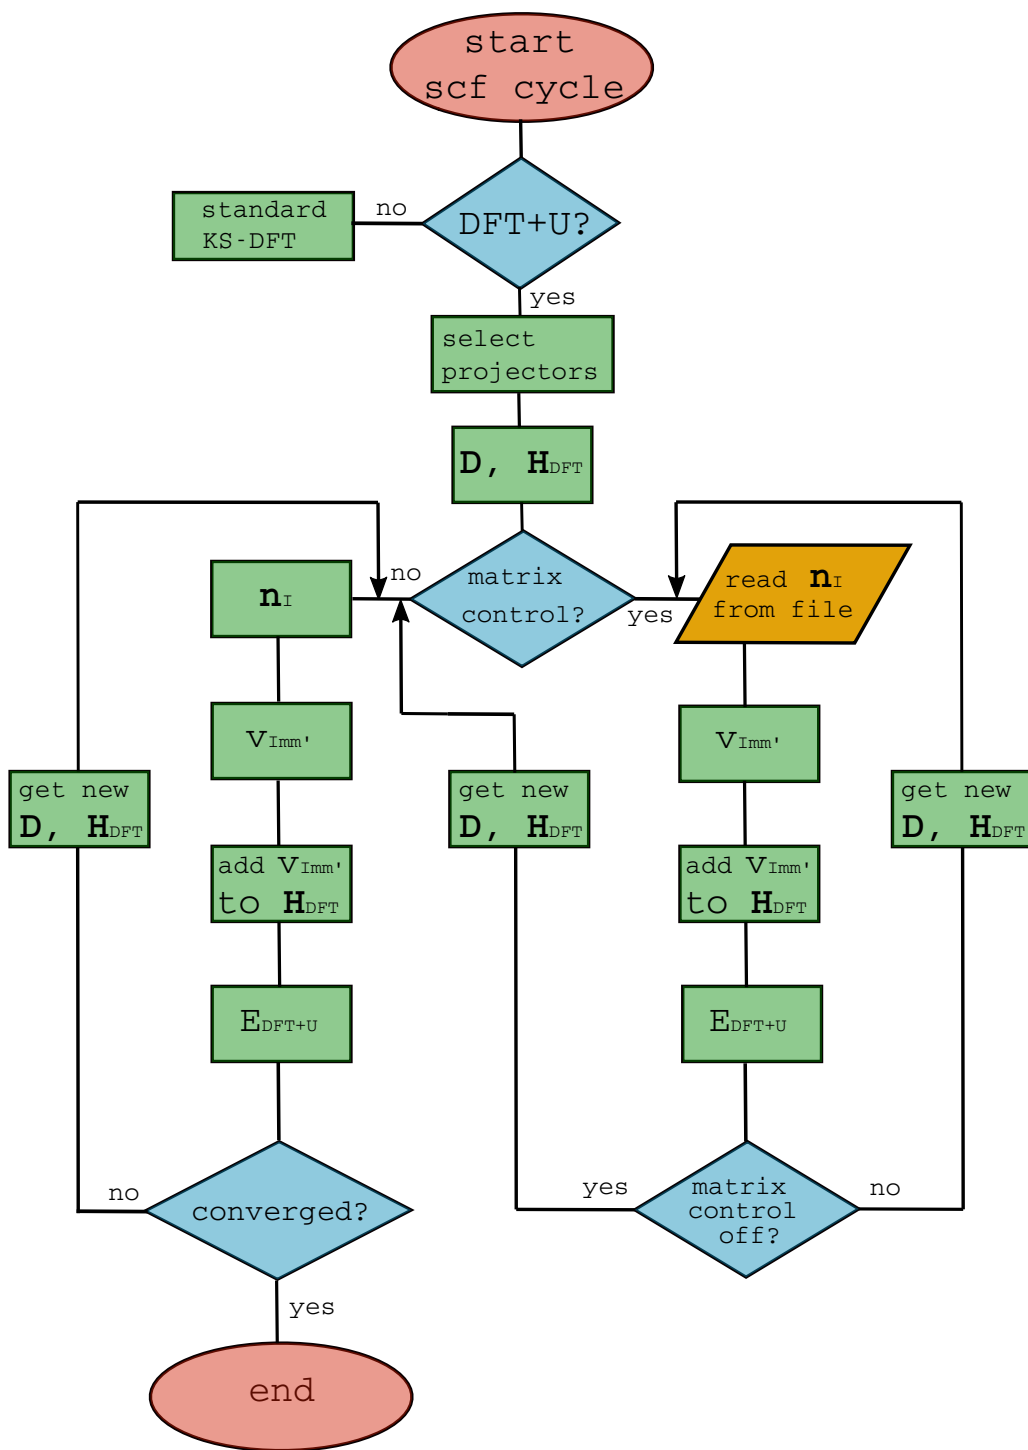 start
scf cycle
DFT+U?
no
standard
KS-DFT
yes
select
projectors
D, HDFT
matrix
control?
no
yes
nI
read nI
from file
VImm'
VImm'
get new
D, HDFT
get new
D, HDFT
get new
D, HDFT
add VImm'
to HDFT
add VImm'
to HDFT
EDFT+U
EDFT+U
no
converged?
yes
matrix
control
off?
no
yes
end